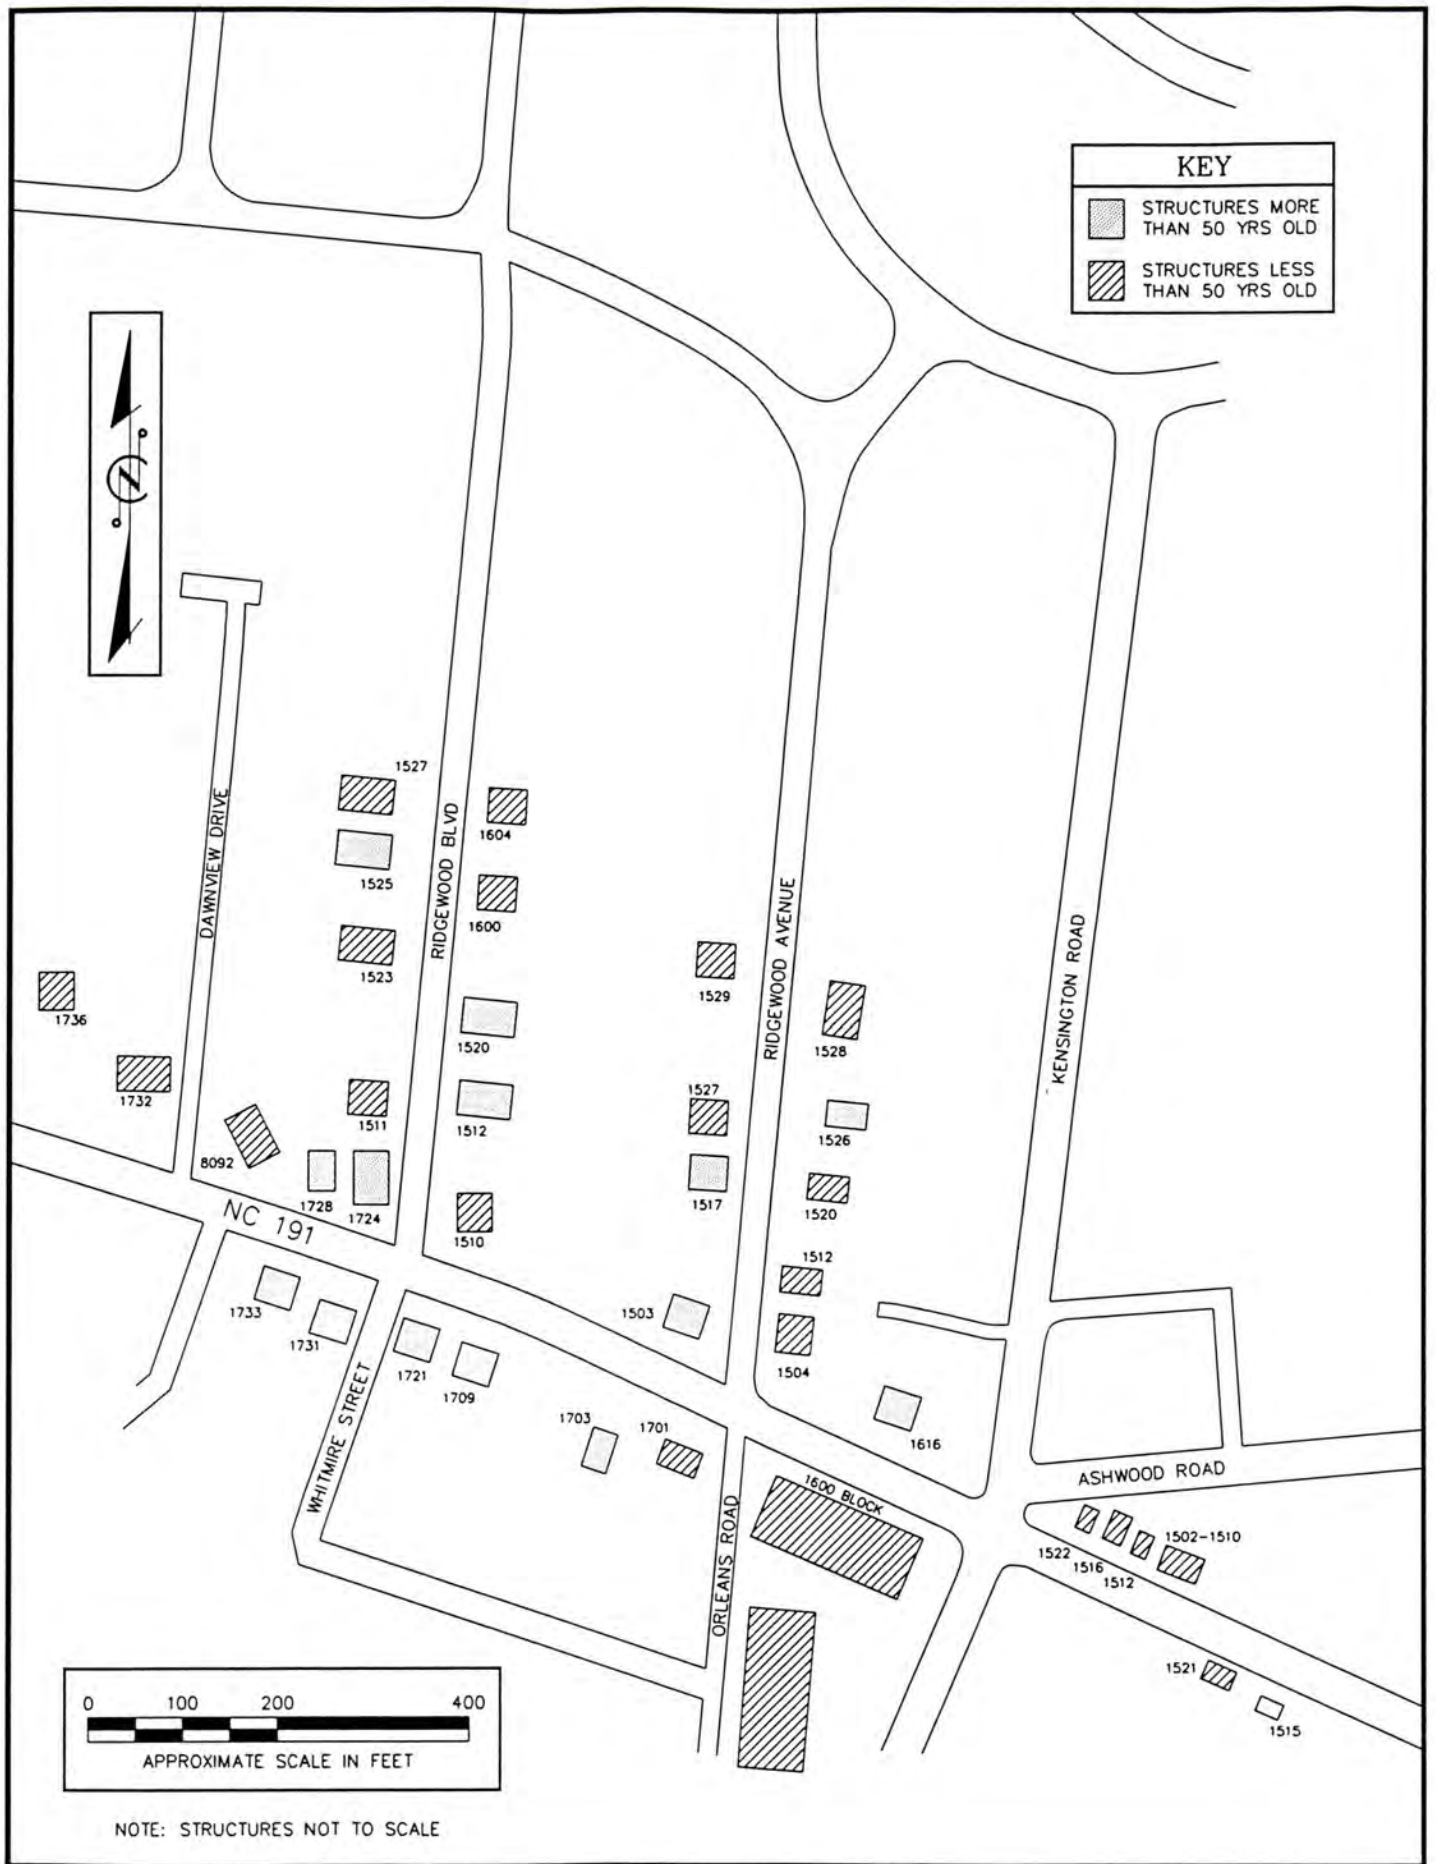 KEY
STRUCTURES MORE
THAN 50 YRS OLD
STRUCTURES LESS
THAN 50 YRS OLD
N
1527
1604
1525
DAWNVIEW DRIVE
RIDGEWOOD BLVD
1600
RIDGEWOOD AVENUE
1523
1529
KENSINGTON ROAD
1736
1520
1528
1732
1511
1512
1527
1526
8092
1728
1724
1510
1517
1520
NC 191
1512
1733
1731
1503
1504
1721
1709
WHITMIRE STREET
1703
1701
1616
1600 BLOCK
ASHWOOD ROAD
ORLEANS ROAD
1502-1510
1522
1516
1512
1521
1515
0 100 200 400
APPROXIMATE SCALE IN FEET
NOTE: STRUCTURES NOT TO SCALE